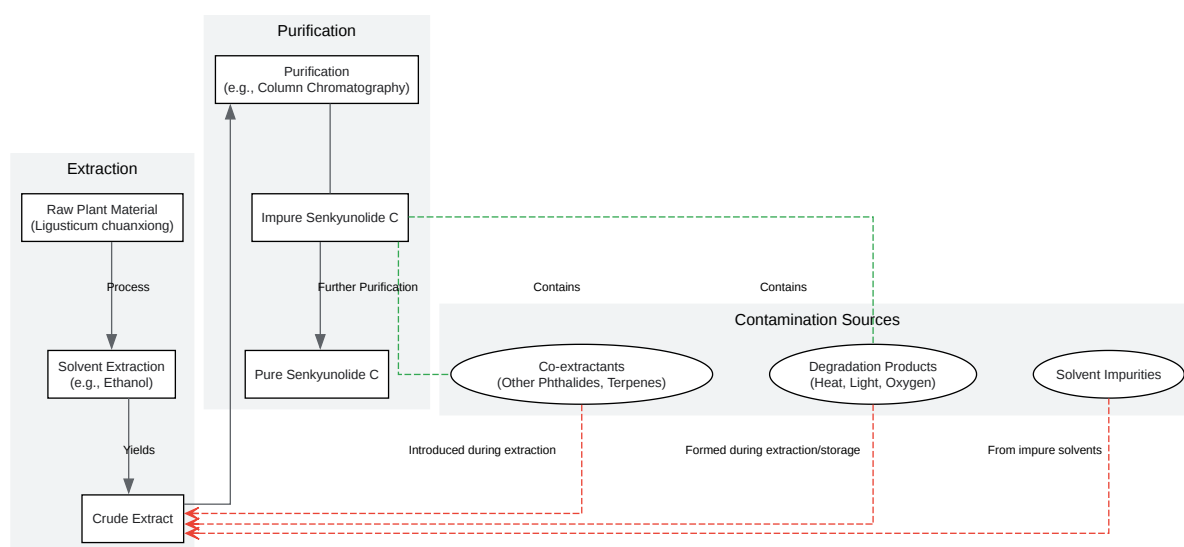 Purification
Purification
(e.g., Column Chromatography)
Extraction
Raw Plant Material
(Ligusticum chuanxiong)
Impure Senkyunolide C
Process
Further Purification
Contains
Contains
Contamination Sources
Solvent Extraction
(e.g., Ethanol)
Pure Senkyunolide C
Co-extractants
(Other Phthalides, Terpenes)
Degradation Products
(Heat, Light, Oxygen)
Solvent Impurities
Yields
Introduced during extraction
Formed during extraction/storage
From impure solvents
Crude Extract